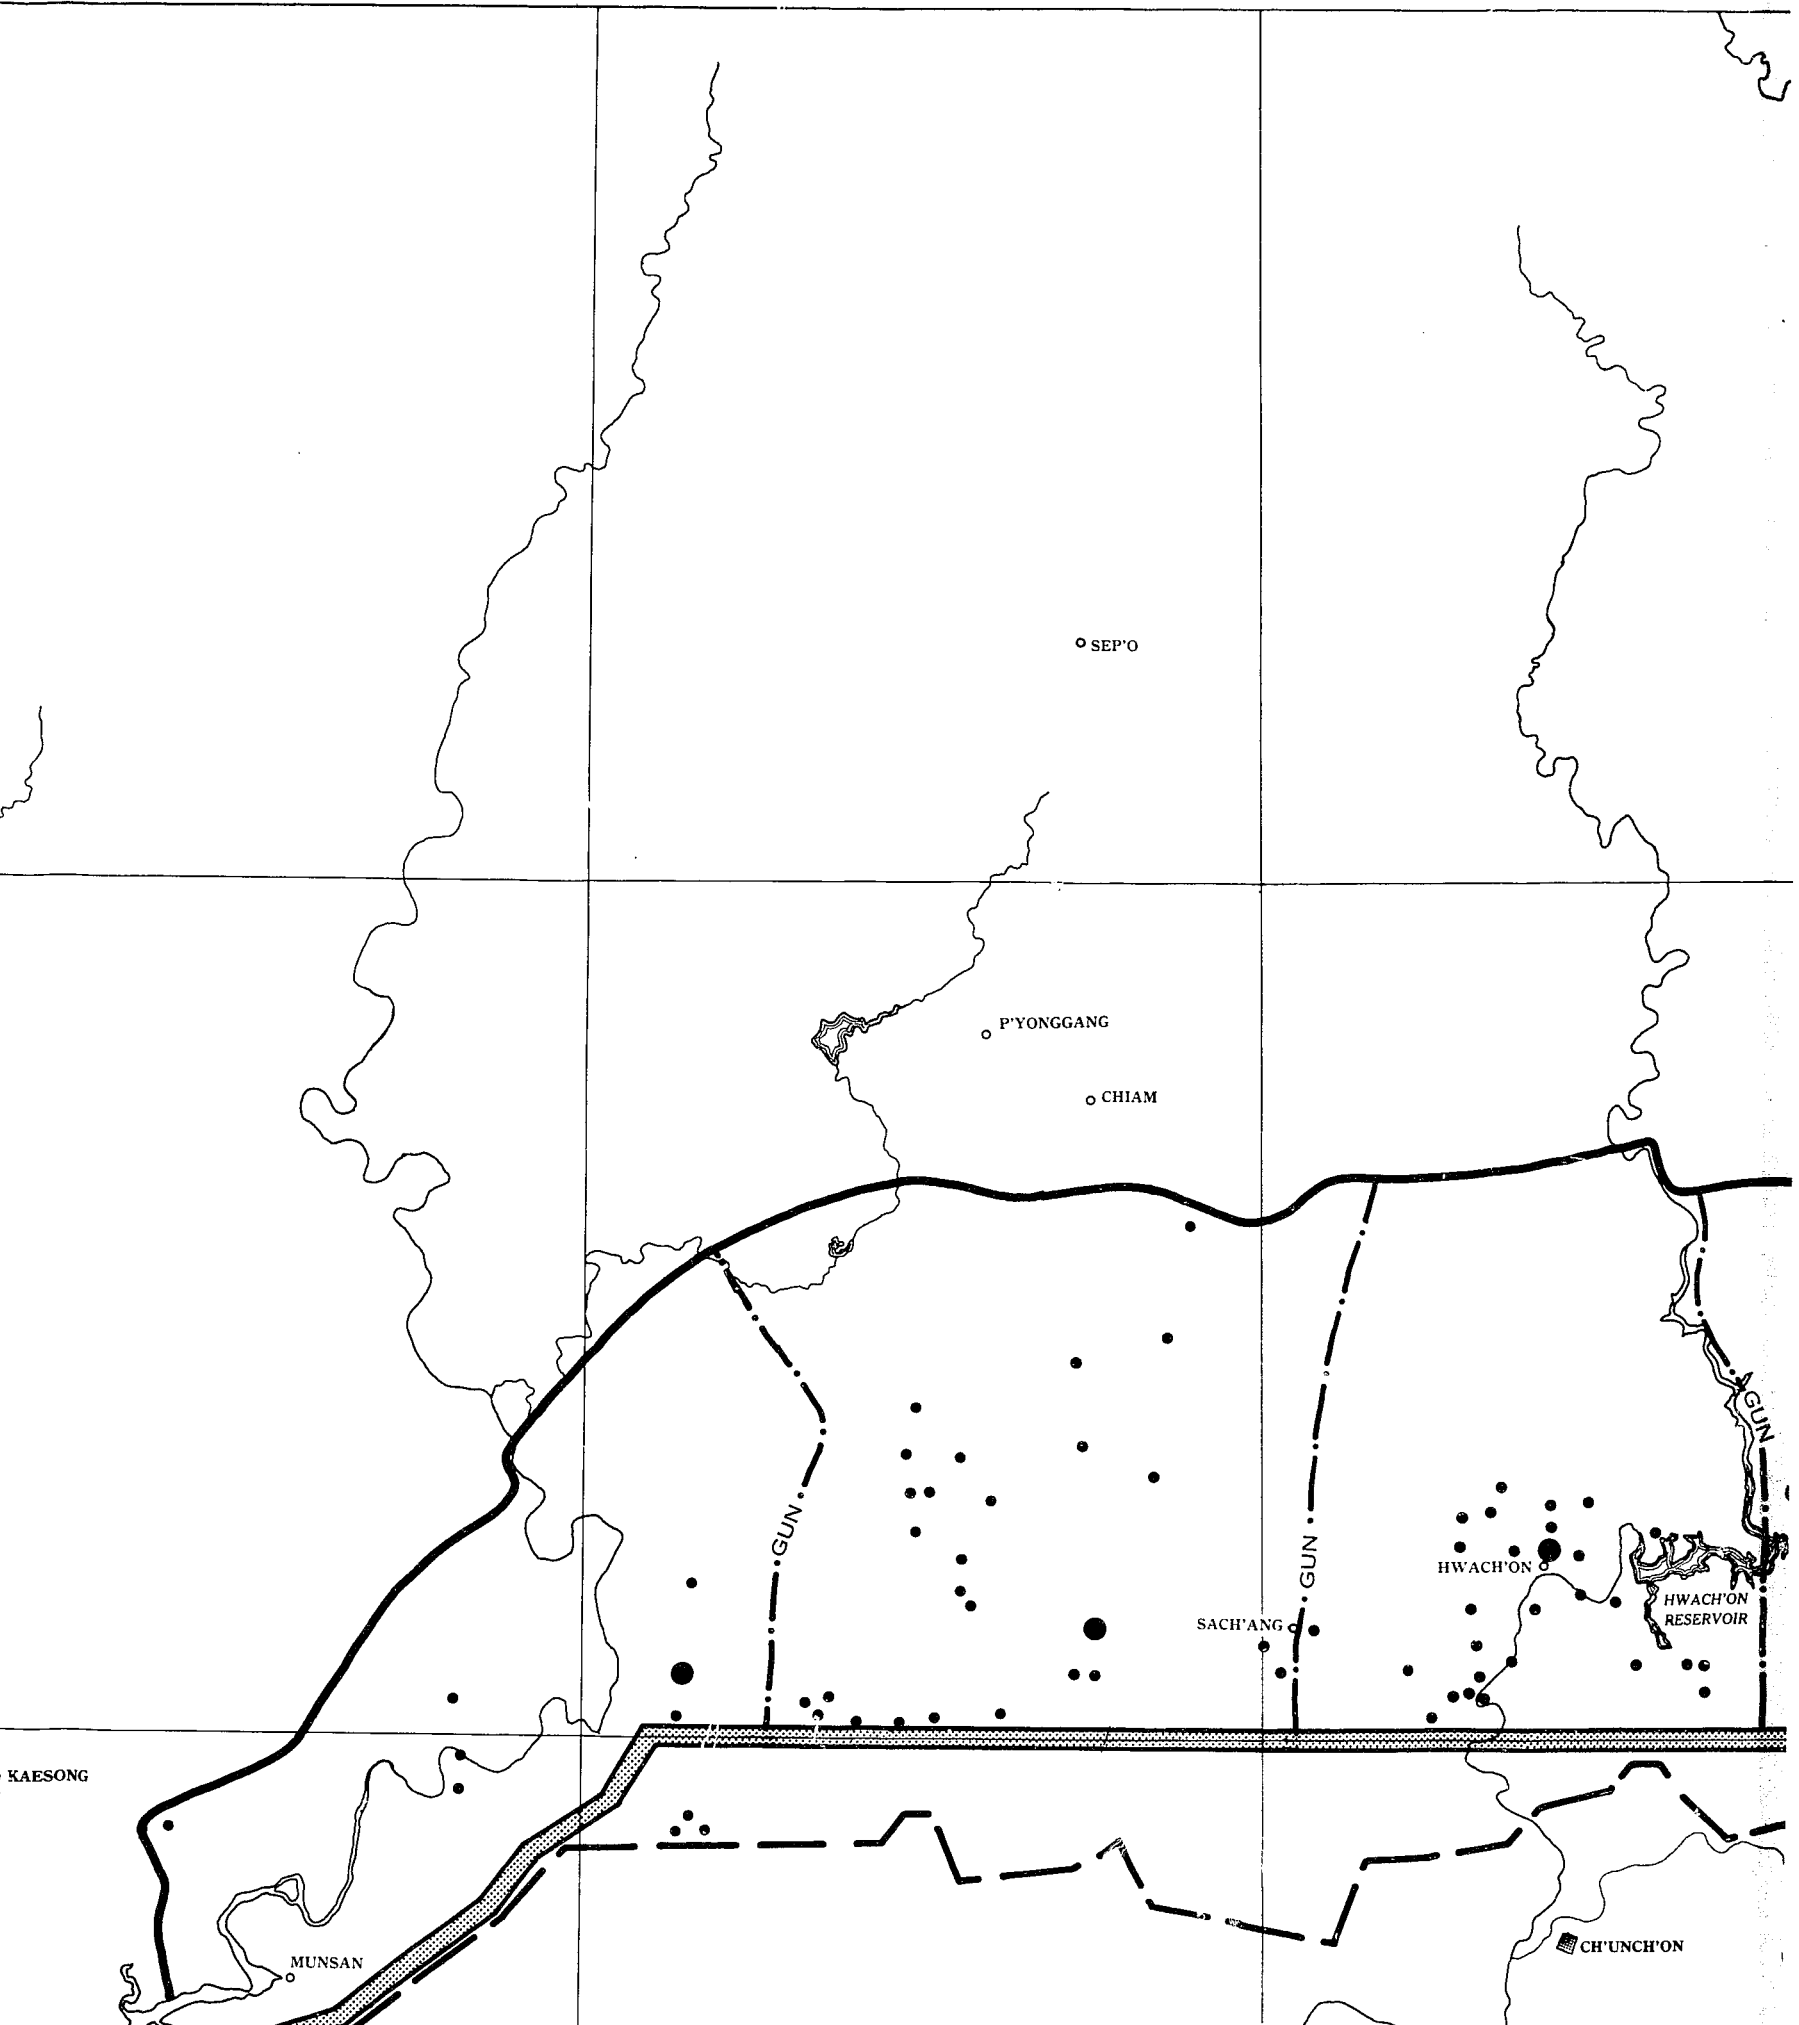 SEP'O
P'YONGGANG
CHIAM
GUN
GUN
GUN
HWACH'ON
HWACH'ON
RESERVOIR
SACH'ANG
KAESONG
MUNSAN
CH'UNCH'ON